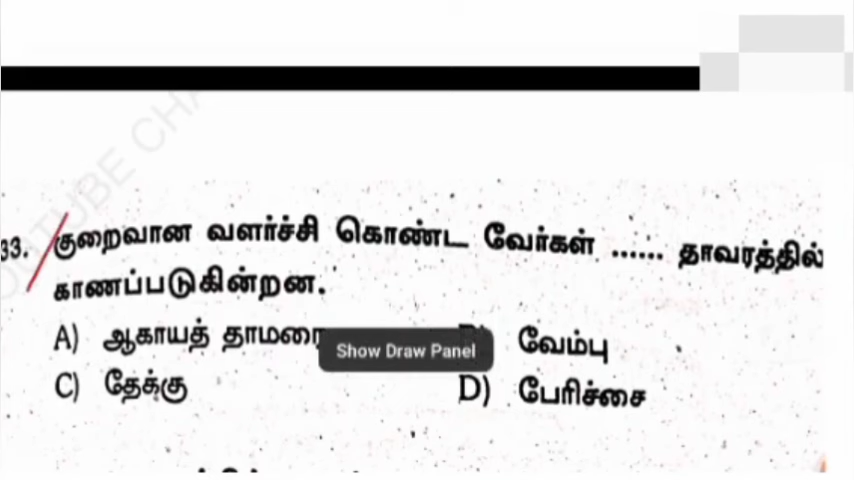 33. குறைவான வளர்ச்சி கொண்ட வேர்கள் ...... தாவரத்தில்
காணப்படுகின்றன.
A) ஆகாயத் தாமரை வேம்பு
Show Draw Panel
C) தேக்கு D) பேரிச்சை